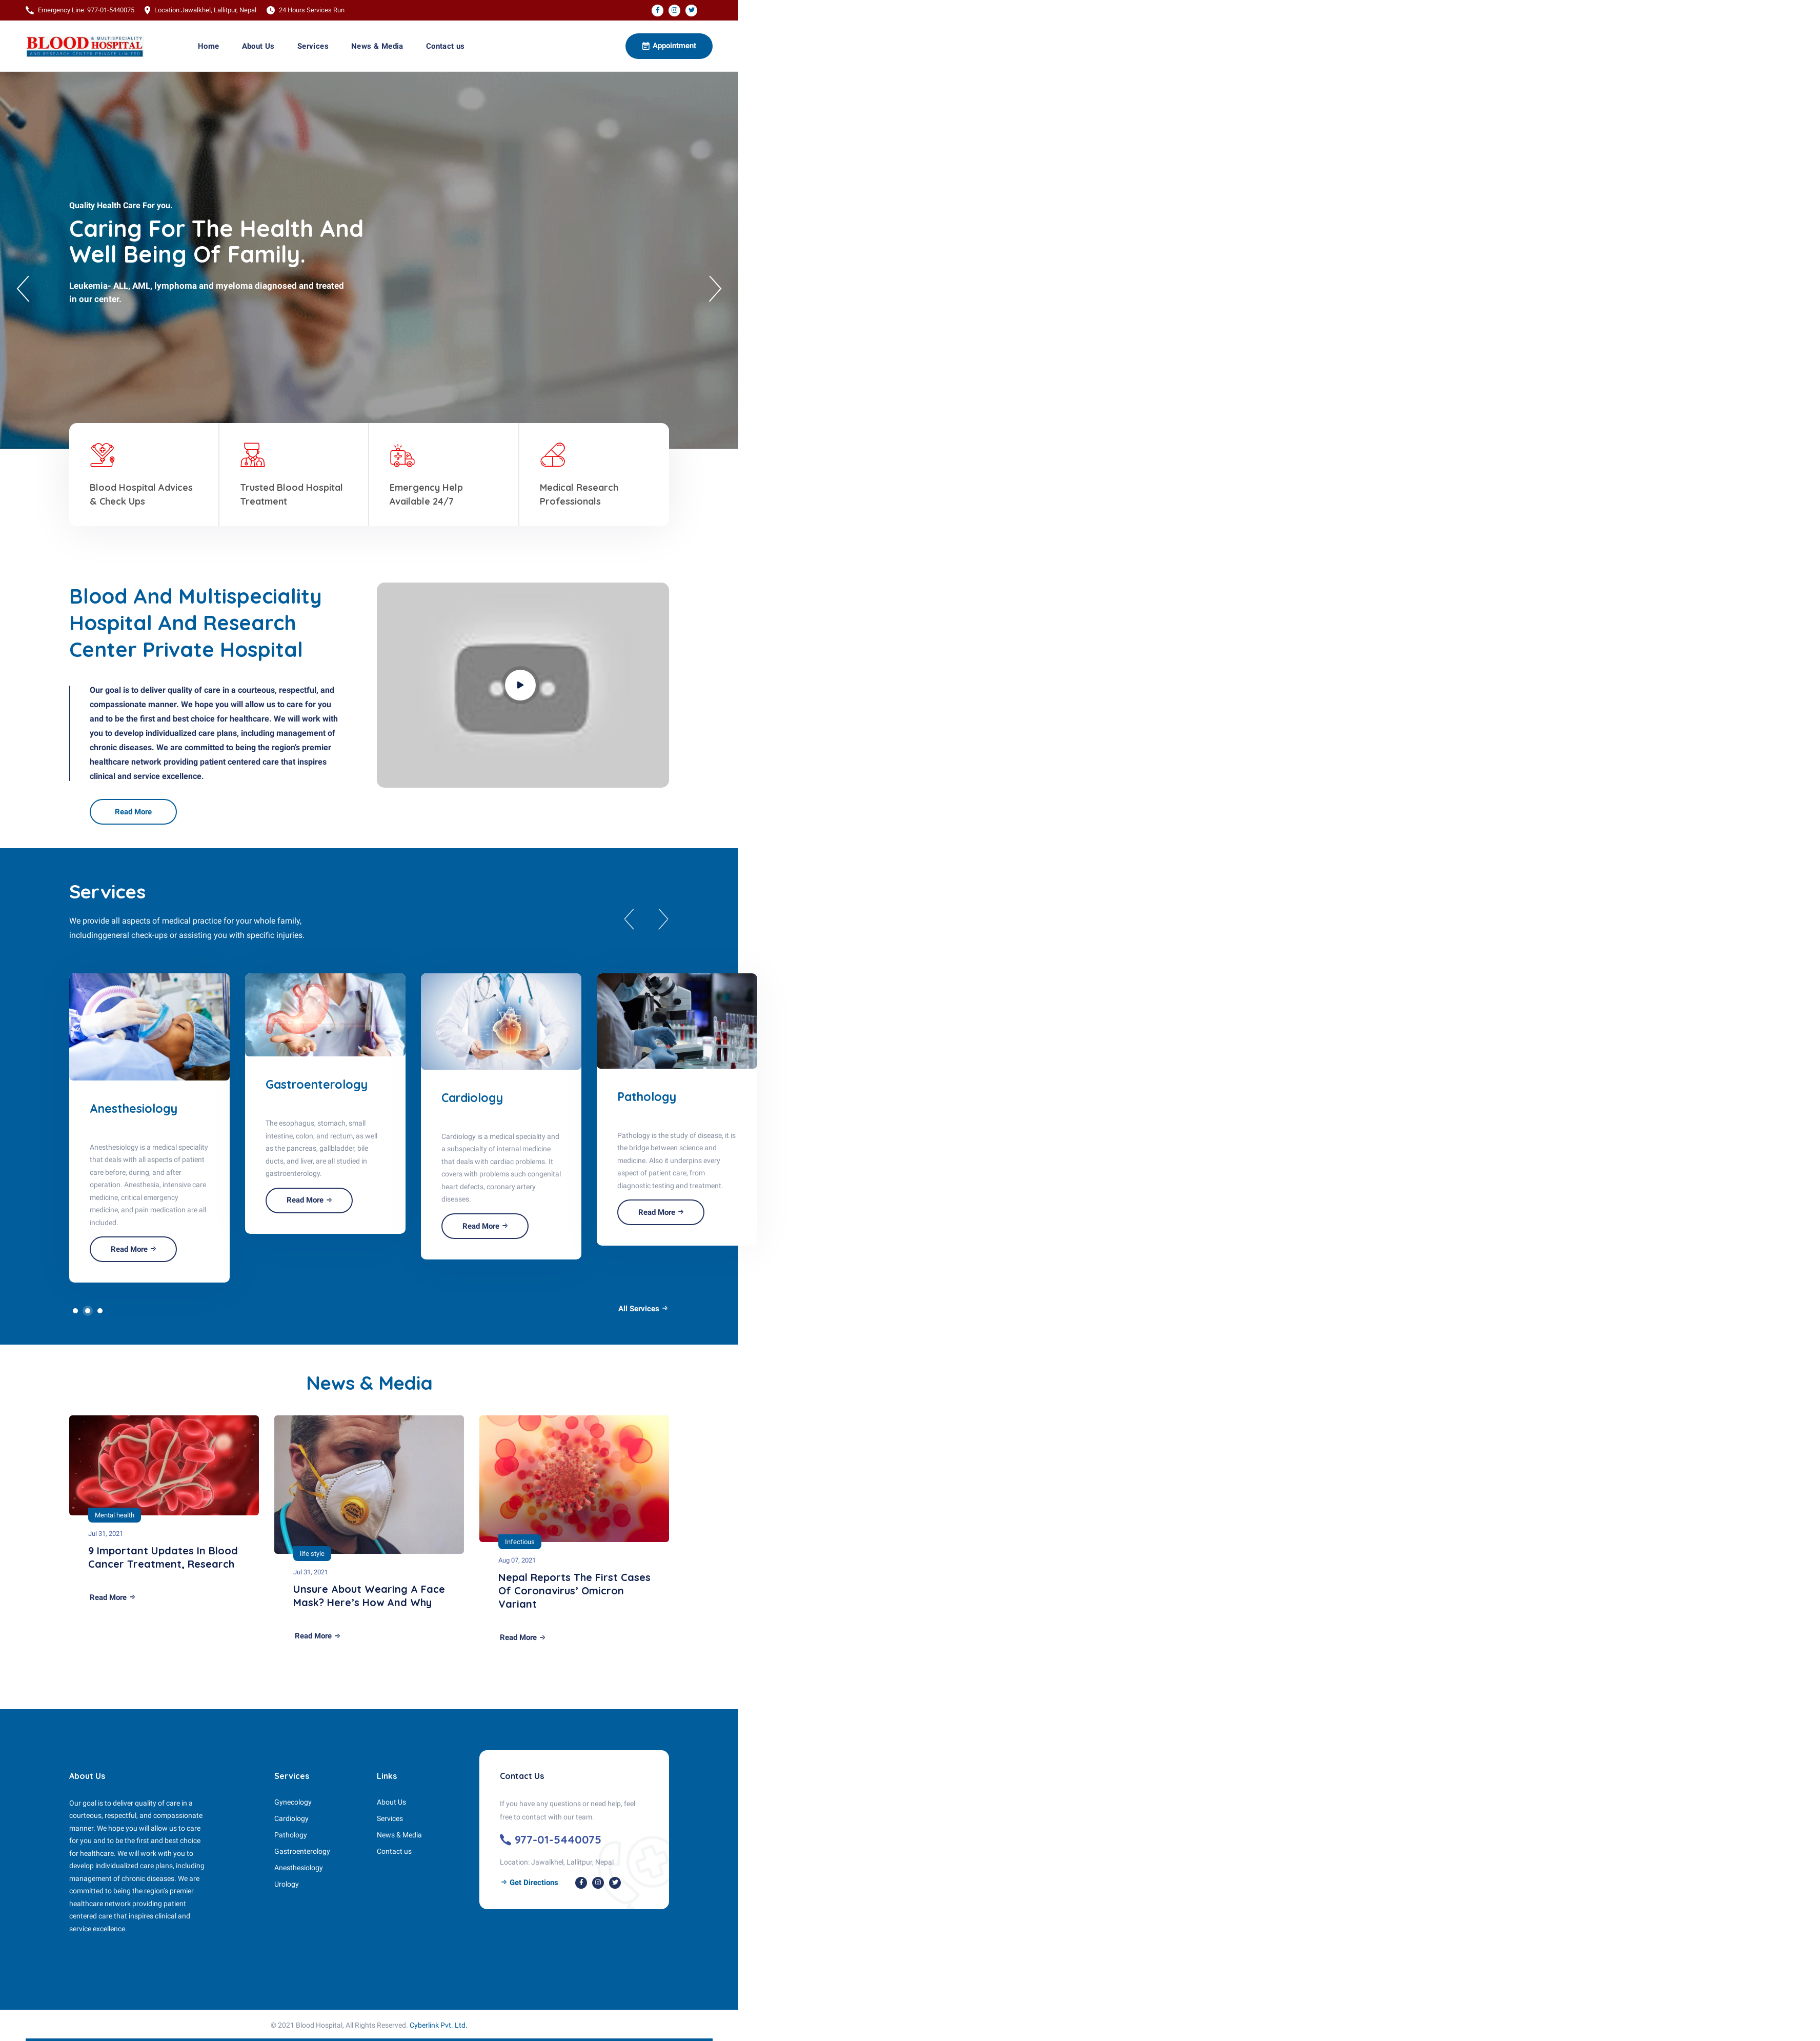 Emergency Line: 977-01-5440075 Location:Jawalkhel, Lallitpur, Nepal 24 Hours Services Run
BLOOD & MULTISPECIALITY HOSPITAL
AND RESEARCH CENTER PRIVATE LIMITED
Home About Us Services News & Media Contact us
Appointment
Quality Health Care For you.
Caring For The Health And
Well Being Of Family.
Leukemia- ALL, AML, lymphoma and myeloma diagnosed and treated
in our center.
Blood Hospital Advices
& Check Ups
Trusted Blood Hospital
Treatment
Emergency Help
Available 24/7
Medical Research
Professionals
Blood And Multispeciality
Hospital And Research
Center Private Hospital
Our goal is to deliver quality of care in a courteous, respectful, and
compassionate manner. We hope you will allow us to care for you
and to be the first and best choice for healthcare. We will work with
you to develop individualized care plans, including management of
chronic diseases. We are committed to being the region's premier
healthcare network providing patient centered care that inspires
clinical and service excellence.
Read More
Services
We provide all aspects of medical practice for your whole family,
includinggeneral check-ups or assisting you with specific injuries.
Anesthesiology
Anesthesiology is a medical speciality
that deals with all aspects of patient
care before, during, and after
operation. Anesthesia, intensive care
medicine, critical emergency
medicine, and pain medication are all
included.
Read More
Gastroenterology
The esophagus, stomach, small
intestine, colon, and rectum, as well
as the pancreas, gallbladder, bile
ducts, and liver, are all studied in
gastroenterology.
Read More
Cardiology
Cardiology is a medical speciality and
a subspecialty of internal medicine
that deals with cardiac problems. It
covers with problems such congenital
heart defects, coronary artery
diseases.
Read More
Pathology
Pathology is the study of disease, it is
the bridge between science and
medicine. Also it underpins every
aspect of patient care, from
diagnostic testing and treatment.
Read More
All Services
News & Media
Mental health
Jul 31, 2021
9 Important Updates In Blood
Cancer Treatment, Research
Read More
life style
Jul 31, 2021
Unsure About Wearing A Face
Mask? Here's How And Why
Read More
Infectious
Aug 07, 2021
Nepal Reports The First Cases
Of Coronavirus' Omicron
Variant
Read More
About Us
Our goal is to deliver quality of care in a
courteous, respectful, and compassionate
manner. We hope you will allow us to care
for you and to be the first and best choice
for healthcare. We will work with you to
develop individualized care plans, including
management of chronic diseases. We are
committed to being the region's premier
healthcare network providing patient
centered care that inspires clinical and
service excellence.
Services
Gynecology
Cardiology
Pathology
Gastroenterology
Anesthesiology
Urology
Links
About Us
Services
News & Media
Contact us
Contact Us
If you have any questions or need help, feel
free to contact with our team.
977-01-5440075
Location: Jawalakhel, Lallitpur, Nepal.
Get Directions
© 2021 Blood Hospital, All Rights Reserved. Cyberlink Pvt. Ltd.